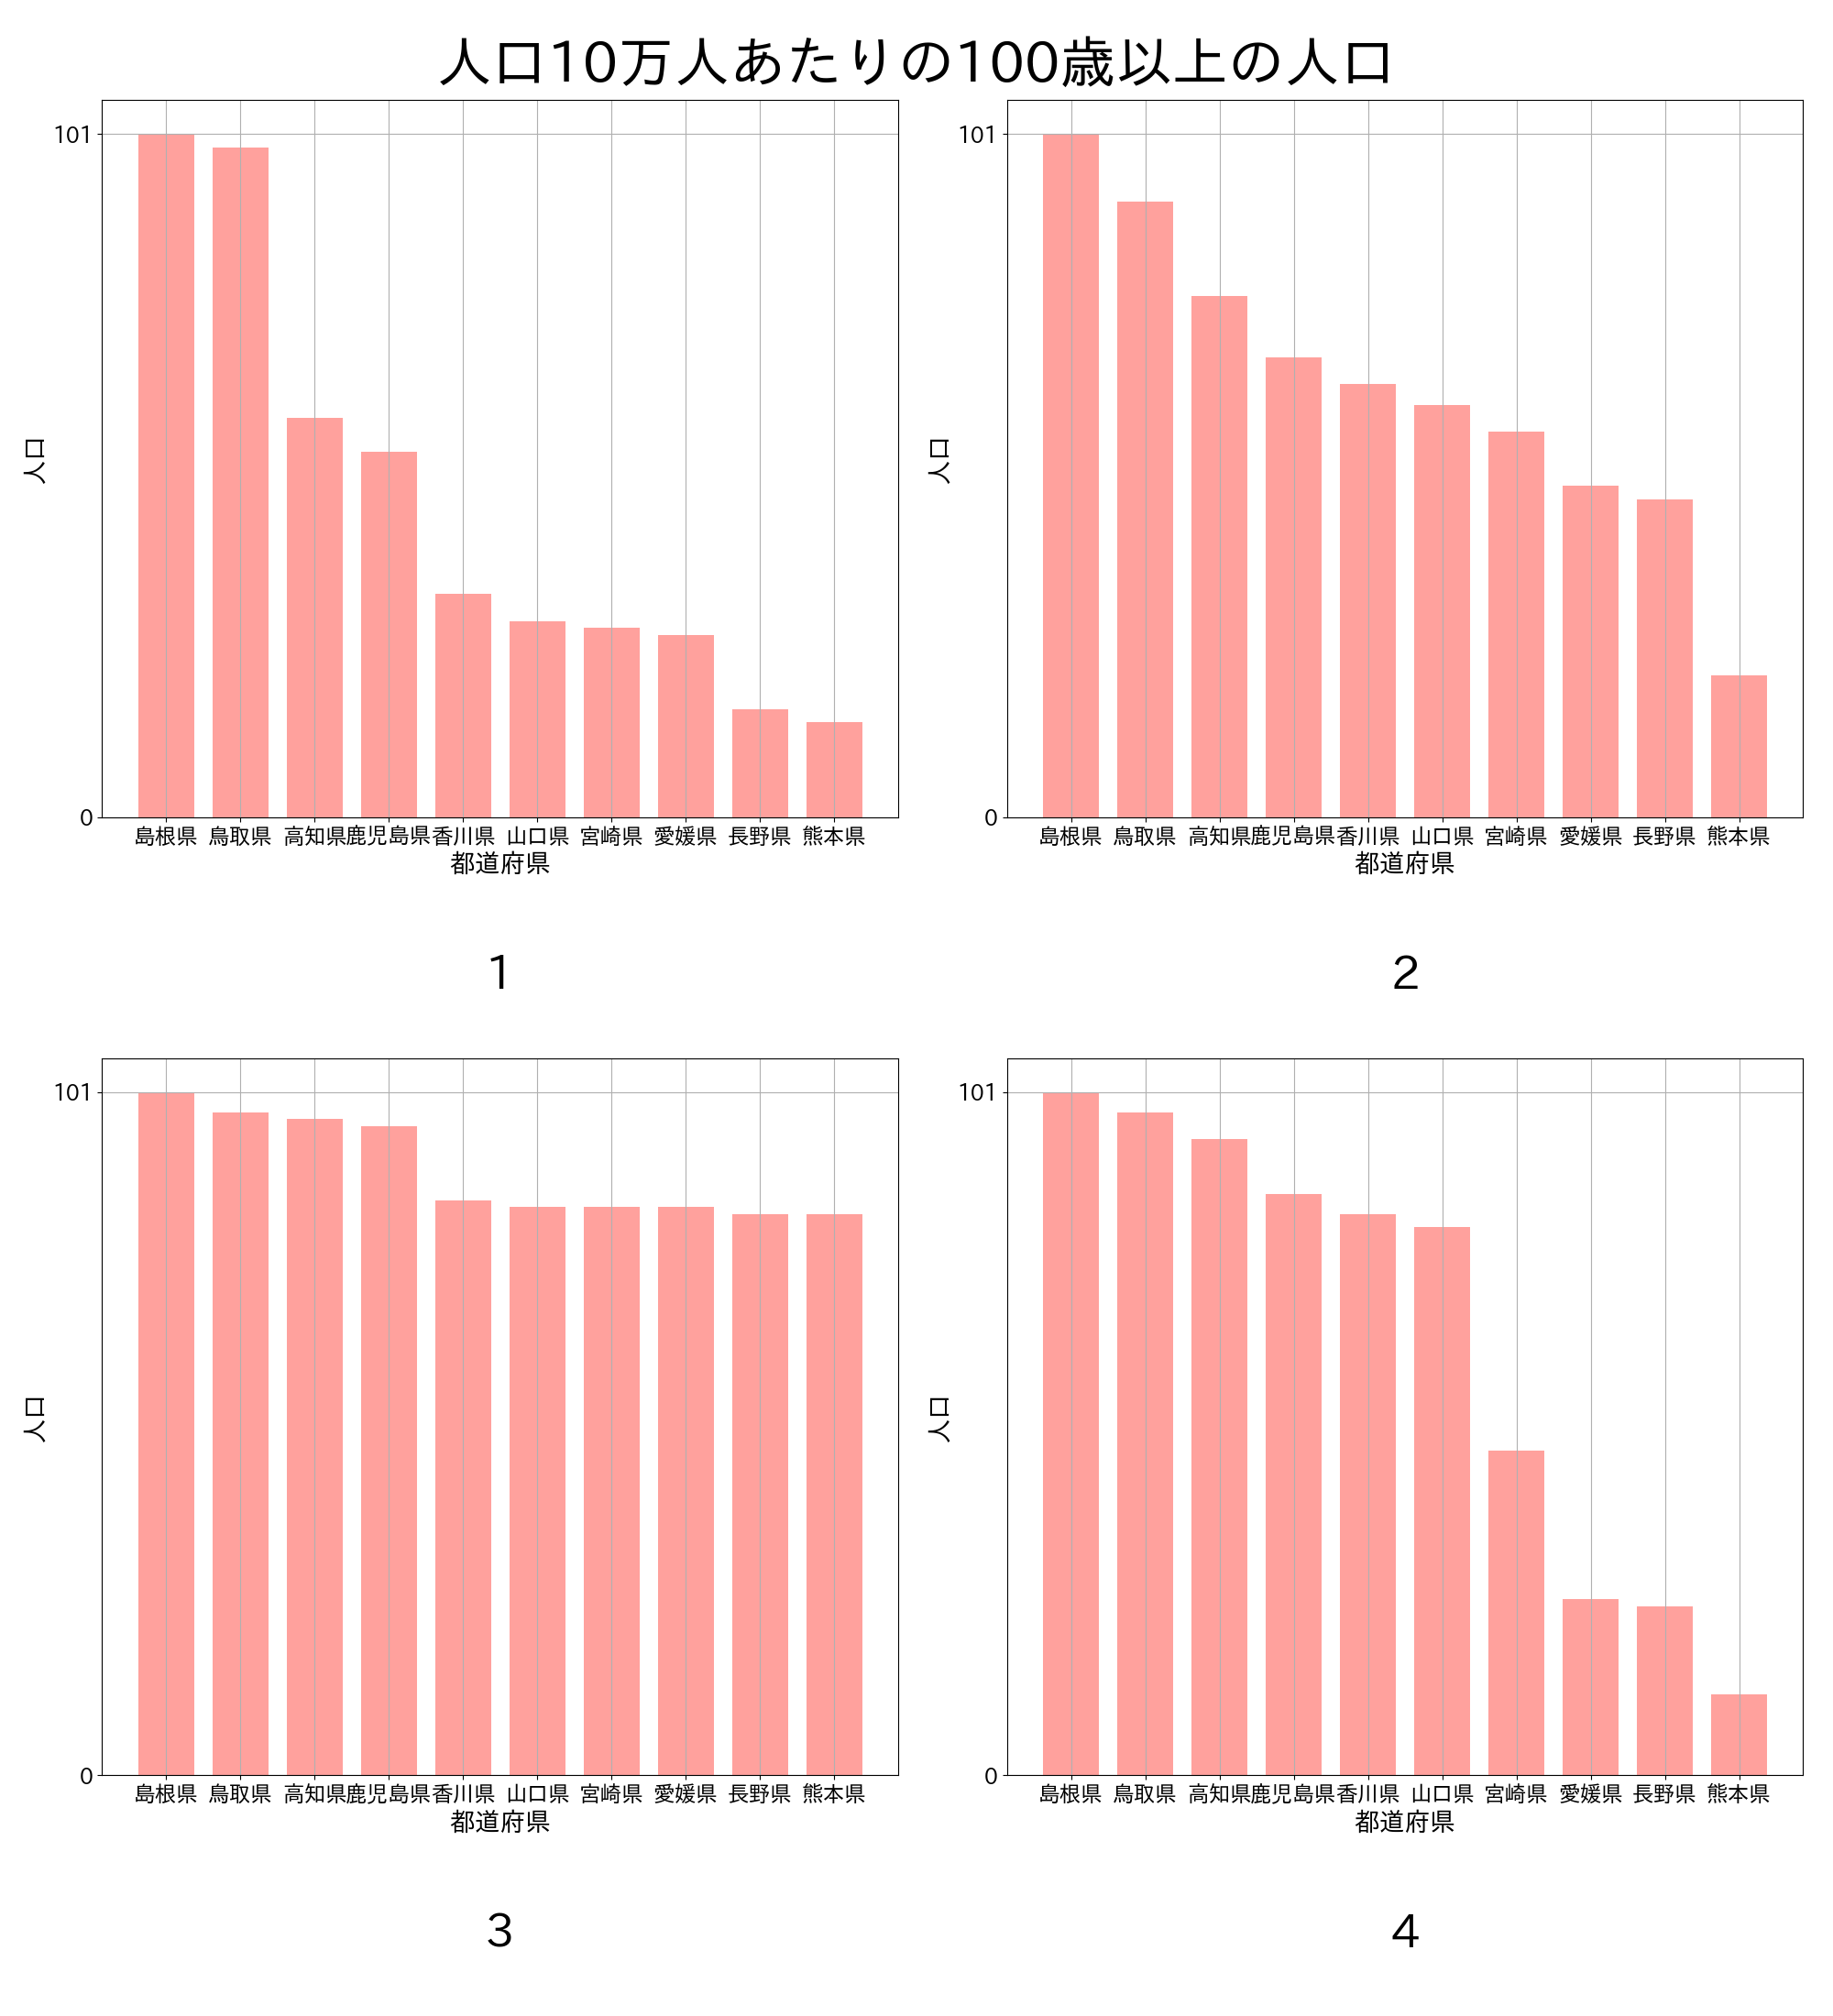 人口10万人あたりの100歳以上の人口
101
0
人口
島根県 鳥取県 高知県 鹿児島県 香川県 山口県 宮崎県 愛媛県 長野県 熊本県
都道府県
1
101
0
人口
島根県 鳥取県 高知県 鹿児島県 香川県 山口県 宮崎県 愛媛県 長野県 熊本県
都道府県
2
101
0
人口
島根県 鳥取県 高知県 鹿児島県 香川県 山口県 宮崎県 愛媛県 長野県 熊本県
都道府県
3
101
0
人口
島根県 鳥取県 高知県 鹿児島県 香川県 山口県 宮崎県 愛媛県 長野県 熊本県
都道府県
4